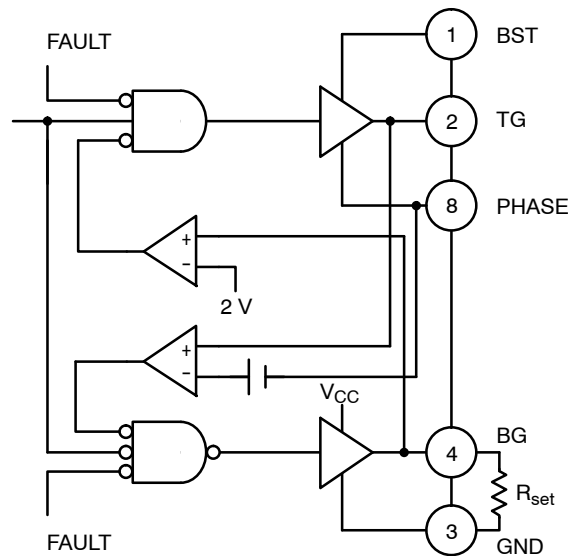 FAULT
1 BST
2 TG
8 PHASE
+
−
2 V
+
−
VCC
4 BG
Rset
3 GND
FAULT